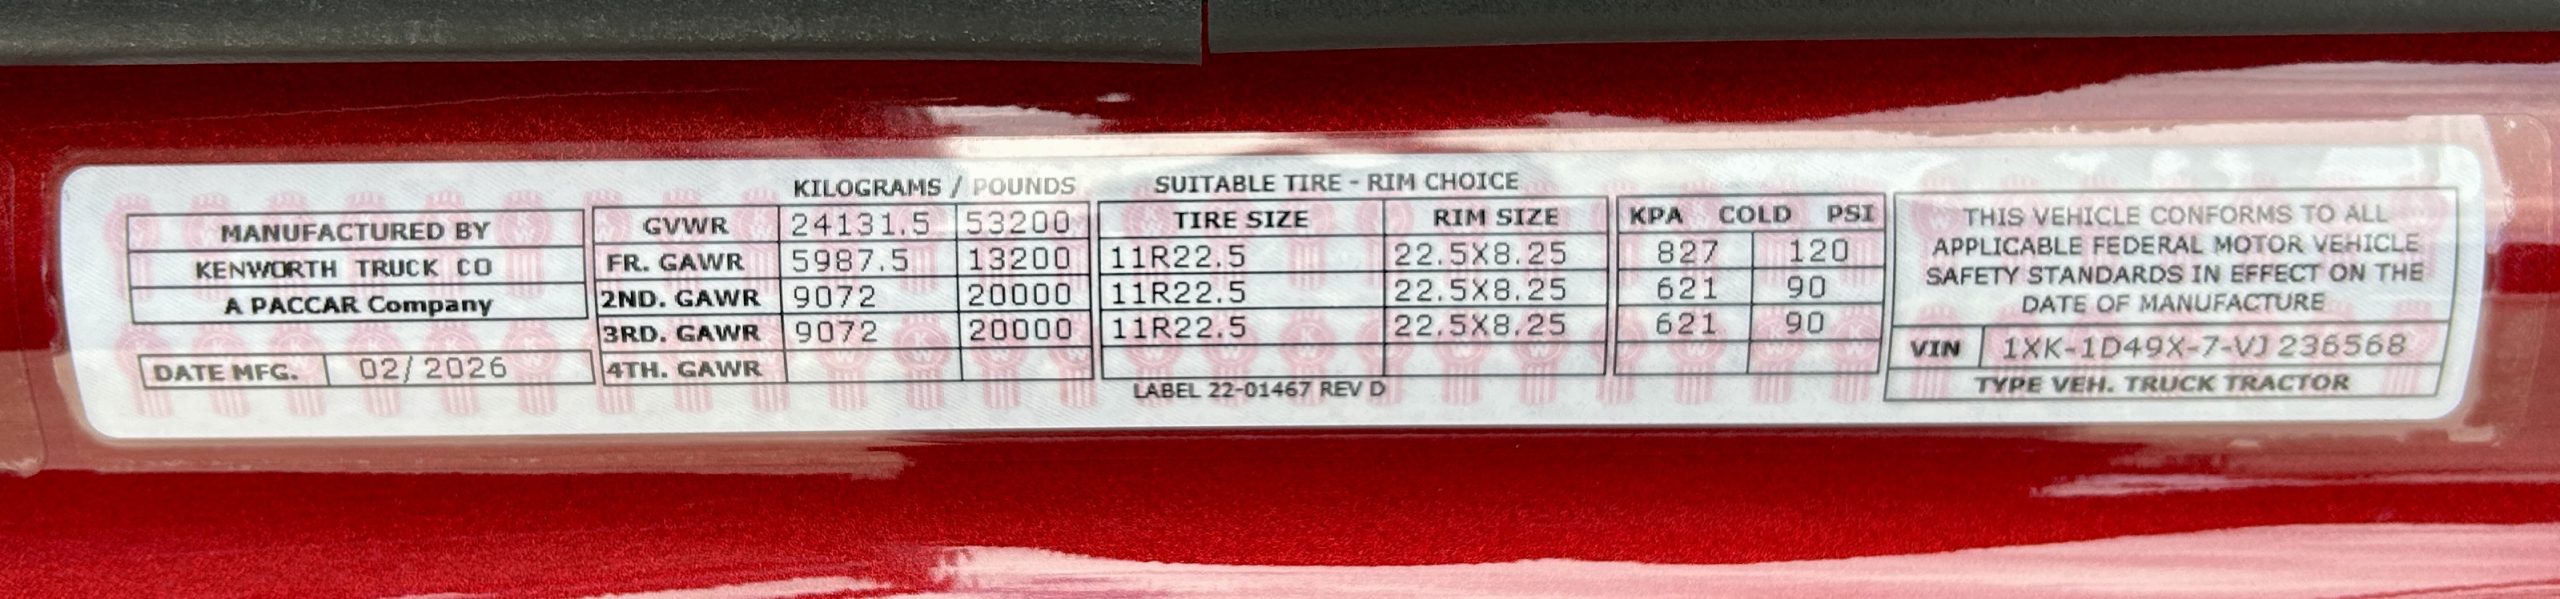 MANUFACTURED BY
KENWORTH TRUCK CO
A PACCAR Company
DATE MFG. 02/ 2026
KILOGRAMS / POUNDS
GVWR 24131.5 53200
FR. GAWR 5987.5 13200
2ND. GAWR 9072 20000
3RD. GAWR 9072 20000
4TH. GAWR
SUITABLE TIRE - RIM CHOICE
TIRE SIZE RIM SIZE
11R22.5 22.5X8.25
11R22.5 22.5X8.25
11R22.5 22.5X8.25
LABEL 22-01467 REV D
KPA COLD PSI
827 120
621 90
621 90
THIS VEHICLE CONFORMS TO ALL
APPLICABLE FEDERAL MOTOR VEHICLE
SAFETY STANDARDS IN EFFECT ON THE
DATE OF MANUFACTURE
VIN 1XK-1D49X-7-VJ 236568
TYPE VEH. TRUCK TRACTOR